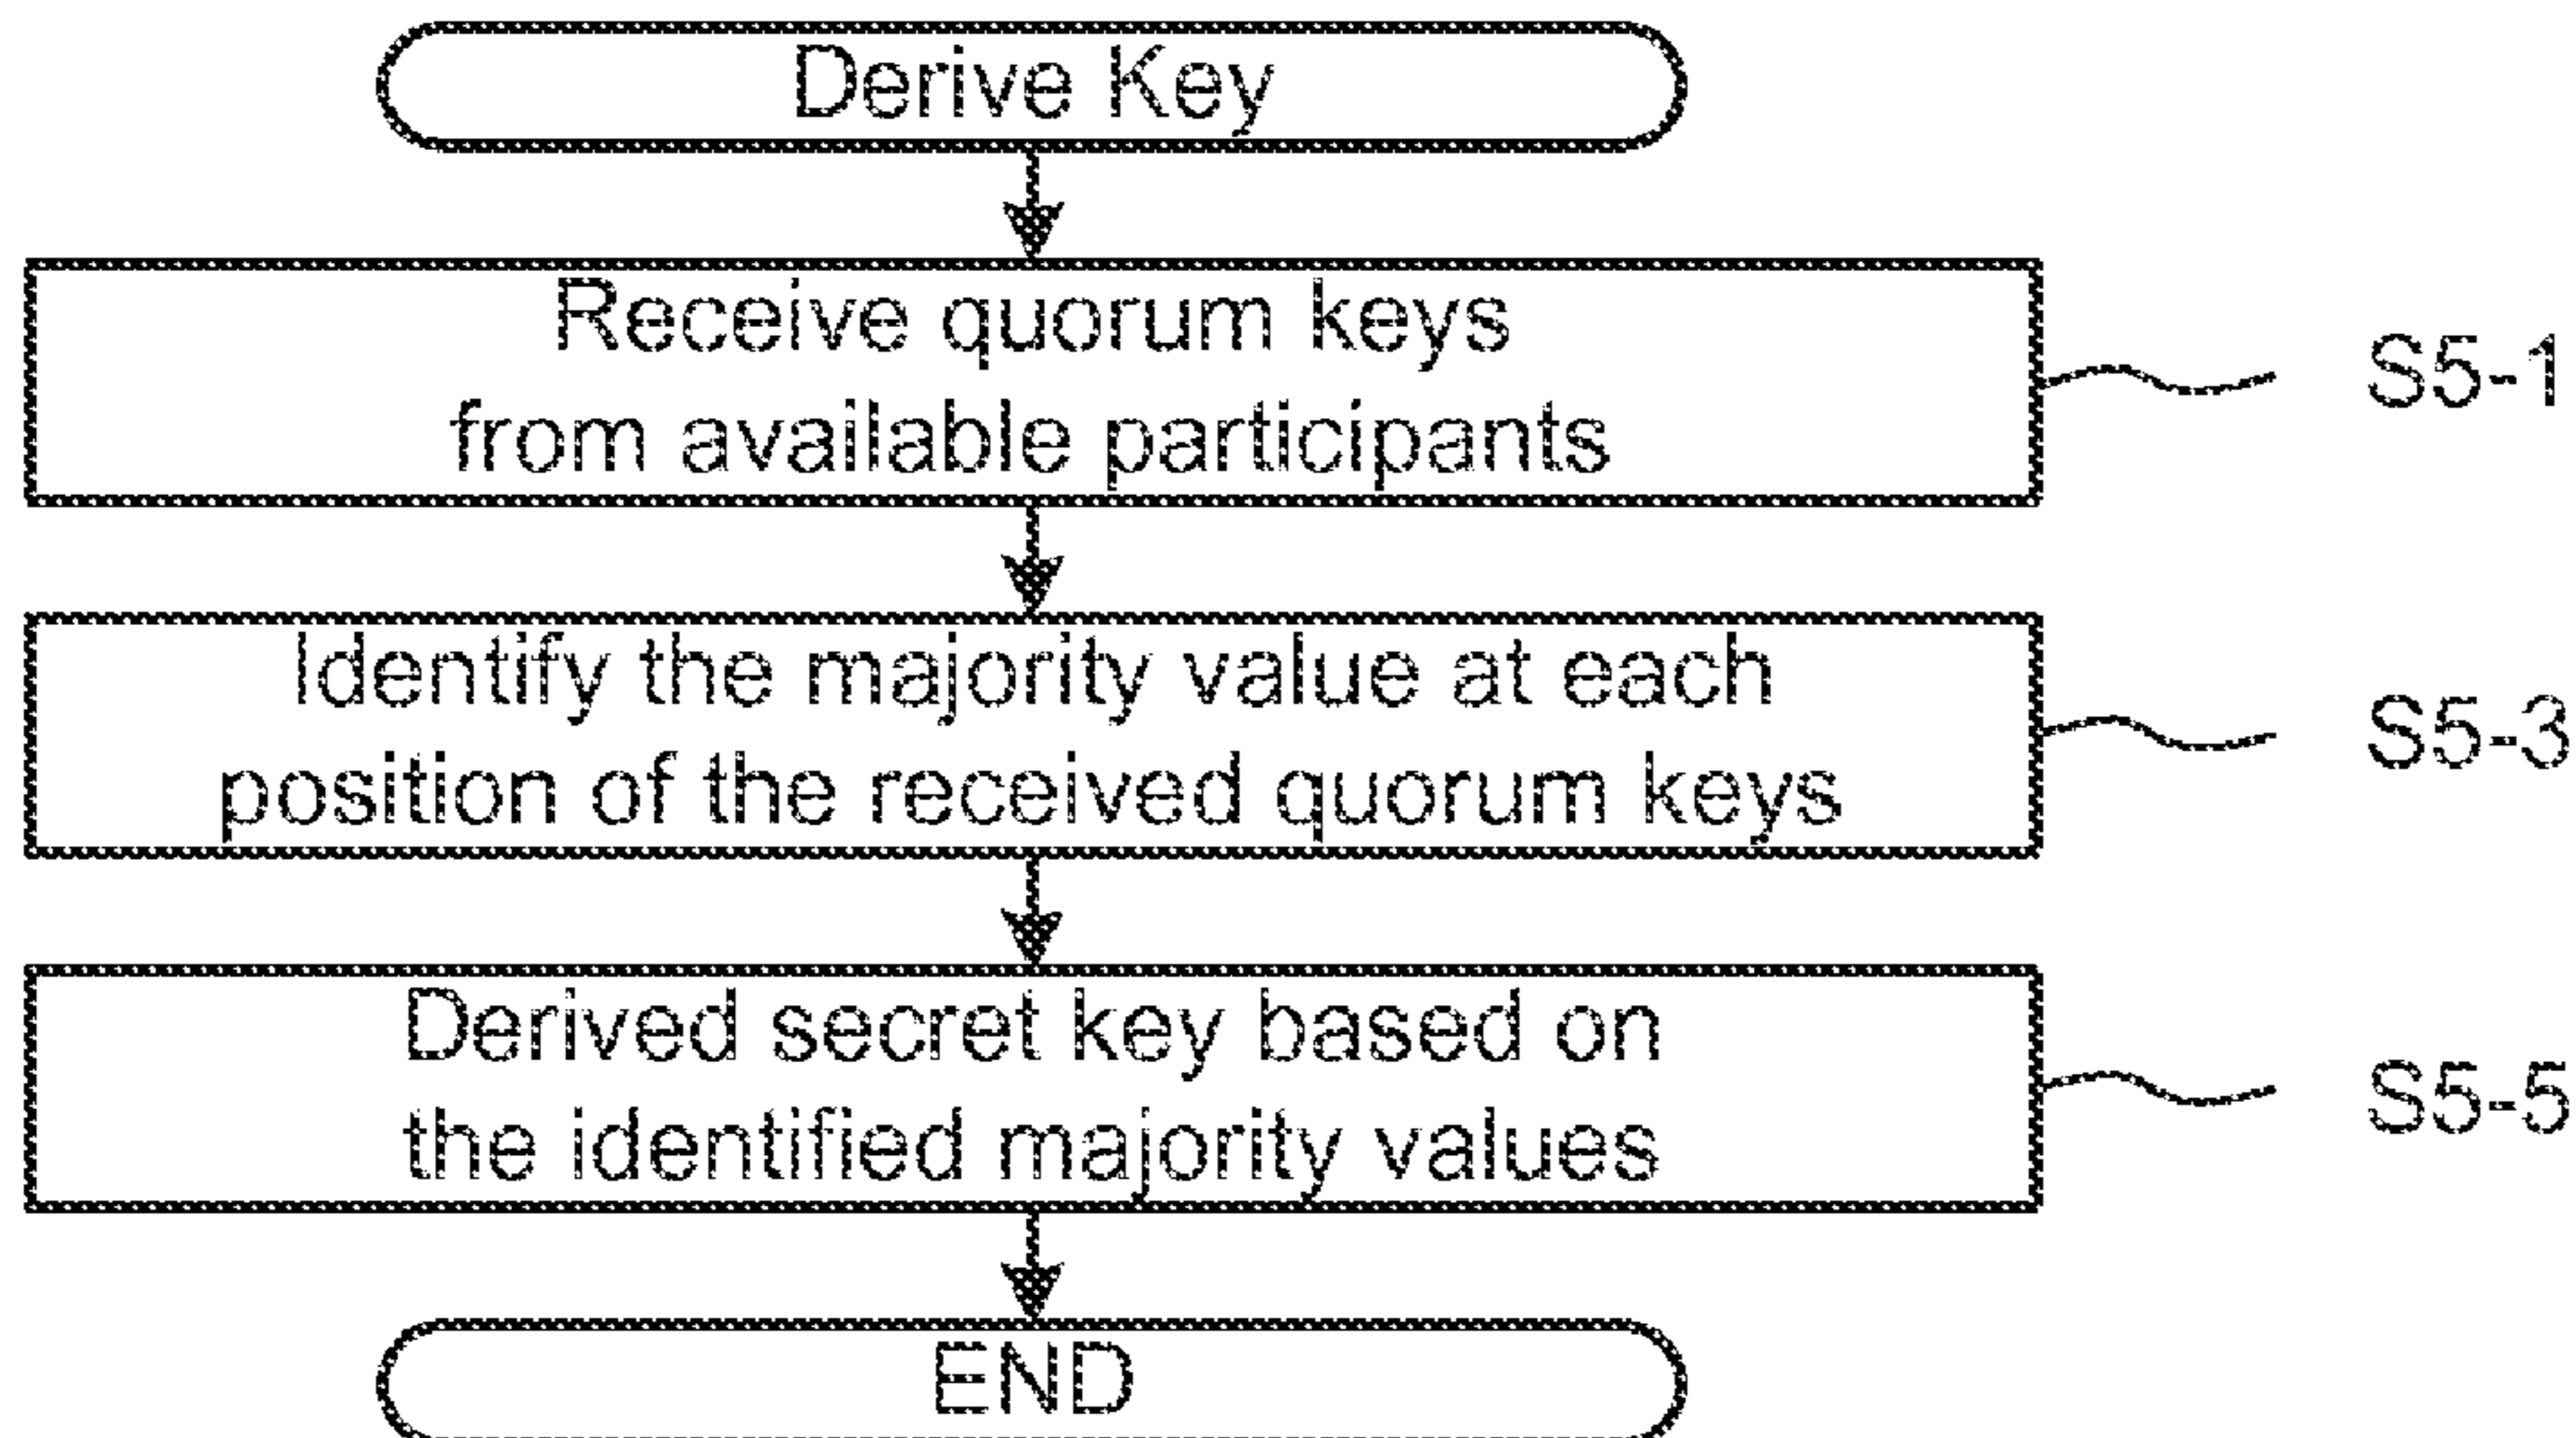 Derive Key
Receive quorum keys
from available participants
S5-1
Identify the majority value at each
position of the received quorum keys
S5-3
Derived secret key based on
the identified majority values
S5-5
END